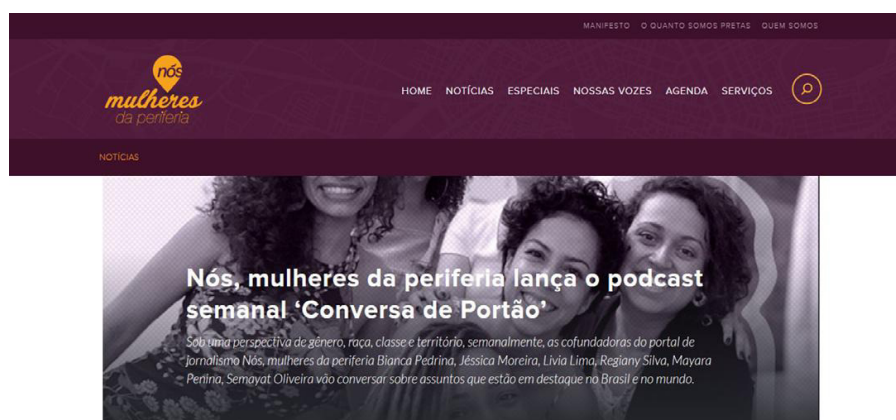 MANIFESTO O QUANTO SOMOS PRETAS QUEM SOMOS
nós
mulheres
da periferia
HOME NOTÍCIAS ESPECIAIS NOSSAS VOZES AGENDA SERVIÇOS
NOTÍCIAS
Nós, mulheres da periferia lança o podcast
semanal ‘Conversa de Portão’
Sob uma perspectiva de gênero, raça, classe e território, semanalmente, as cofundadoras do portal de
jornalismo Nós, mulheres da periferia Bianca Pedrina, Jéssica Moreira, Livia Lima, Regiany Silva, Mayara
Penina, Semayat Oliveira vão conversar sobre assuntos que estão em destaque no Brasil e no mundo.